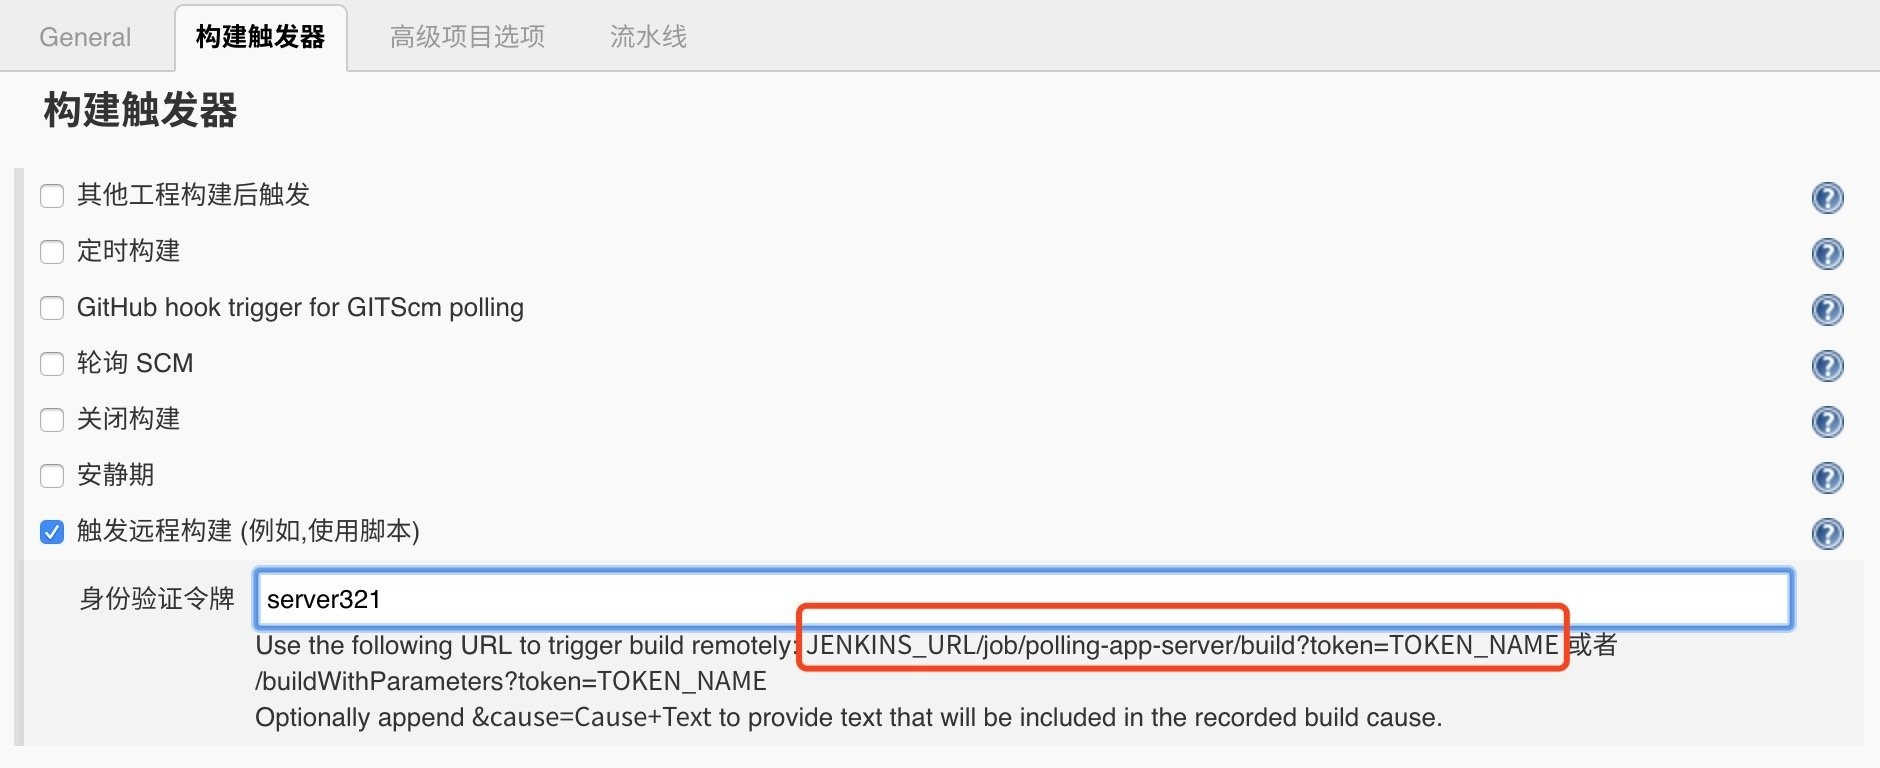 General 构建触发器 高级项目选项 流水线
构建触发器
其他工程构建后触发
定时构建
GitHub hook trigger for GITScm polling
轮询 SCM
关闭构建
安静期
触发远程构建 (例如,使用脚本)
身份验证令牌 server321
Use the following URL to trigger build remotely: JENKINS_URL/job/polling-app-server/build?token=TOKEN_NAME 或者
/buildWithParameters?token=TOKEN_NAME
Optionally append &cause=Cause+Text to provide text that will be included in the recorded build cause.